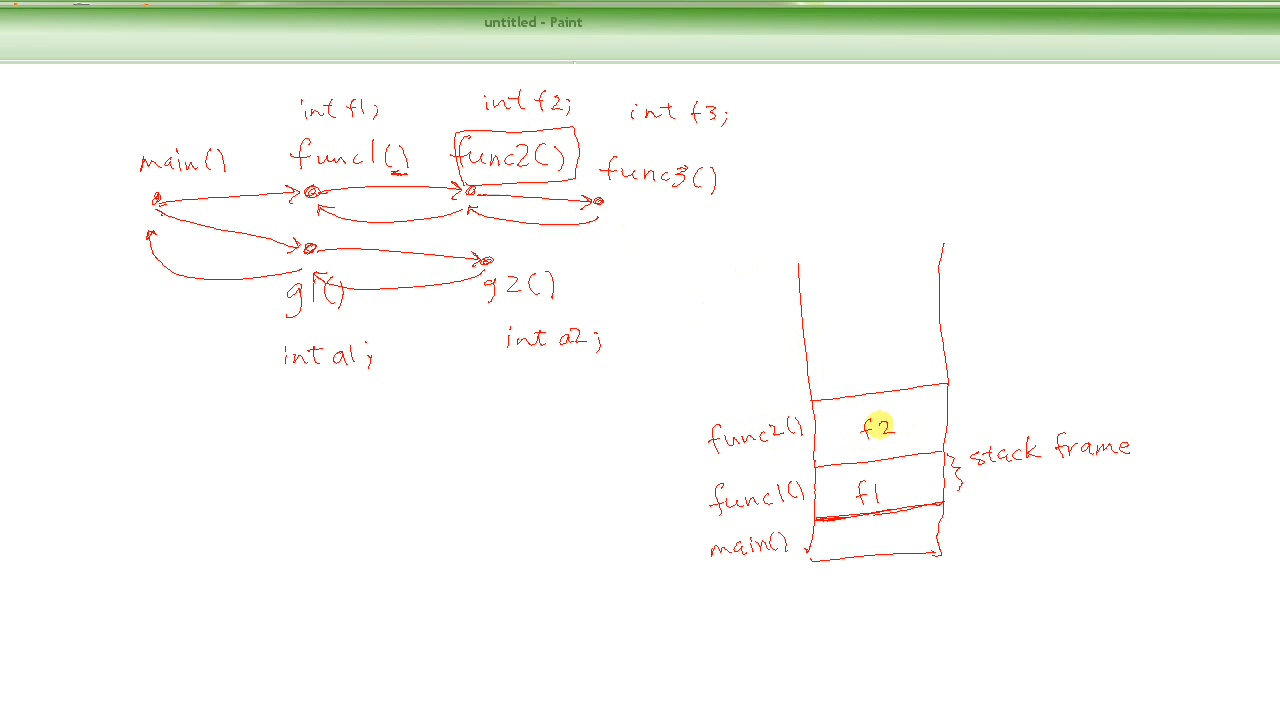 untitled - Paint
int f1;
int f2;
int f3;
main()
func1()
func2()
func3()
g1()
g2()
int a1;
int a2;
func2()
f2
stack frame
func1()
f1
main()